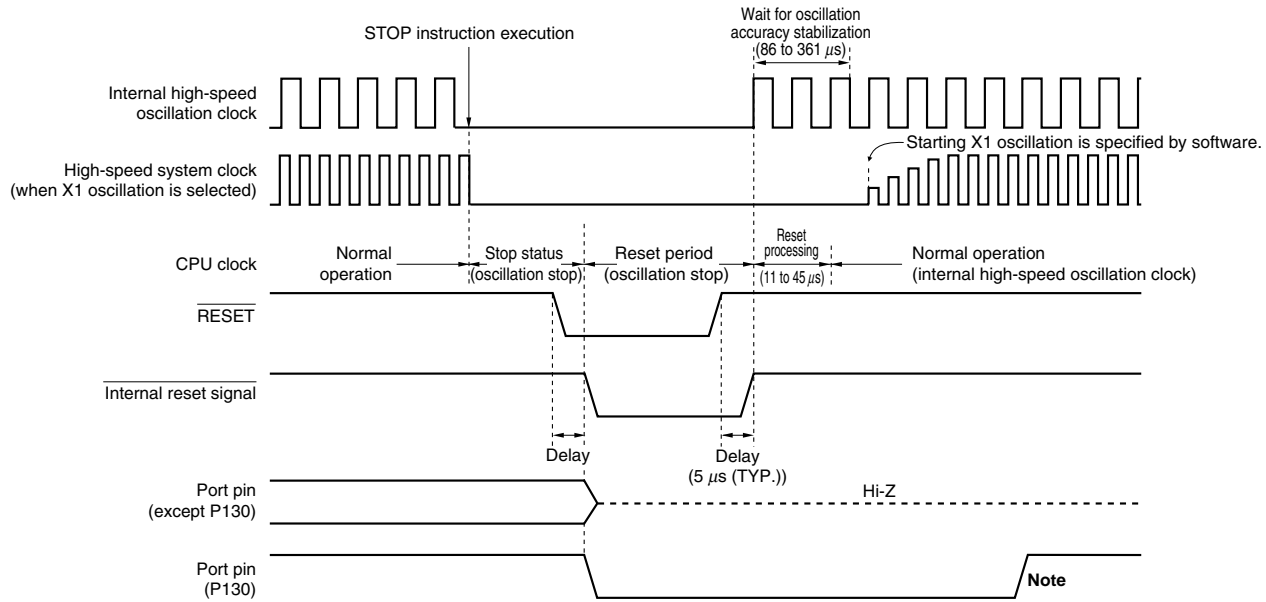 Wait for oscillation
accuracy stabilization
(86 to 361 μs)
STOP instruction execution
Internal high-speed
oscillation clock
Starting X1 oscillation is specified by software.
High-speed system clock
(when X1 oscillation is selected)
CPU clock
Normal
operation
Stop status
(oscillation stop)
Reset period
(oscillation stop)
Reset
processing
(11 to 45 μs)
Normal operation
(internal high-speed oscillation clock)
RESET
Internal reset signal
Delay
Delay
(5 μs (TYP.))
Port pin
(except P130)
Hi-Z
Port pin
(P130)
Note